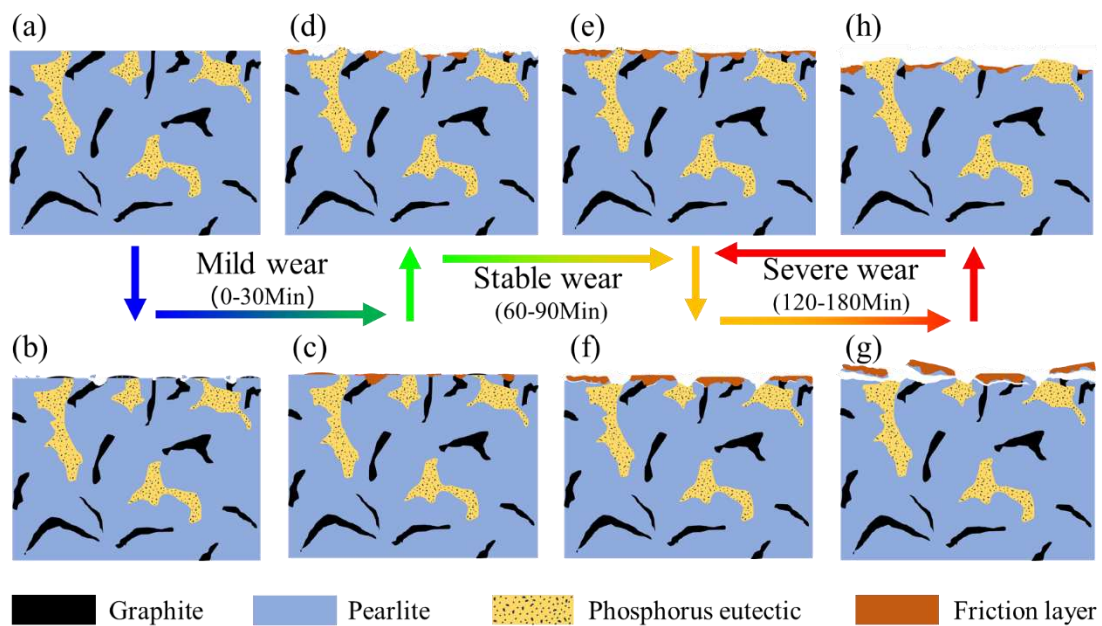 (a)
(d)
(e)
(h)
Mild wear
(0-30Min)
Stable wear
(60-90Min)
Severe wear
(120-180Min)
(b)
(c)
(f)
(g)
Graphite
Pearlite
Phosphorus eutectic
Friction layer